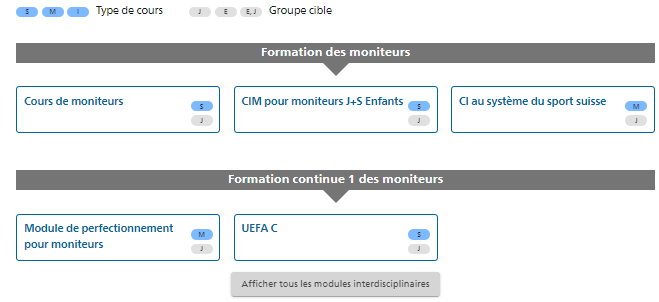 S M I Type de cours J E E, J Groupe cible
Formation des moniteurs
Cours de moniteurs S J
CIM pour moniteurs J+S Enfants S J
CI au système du sport suisse M J
Formation continue 1 des moniteurs
Module de perfectionnement M
pour moniteurs J
UEFA C S J
Afficher tous les modules interdisciplinaires